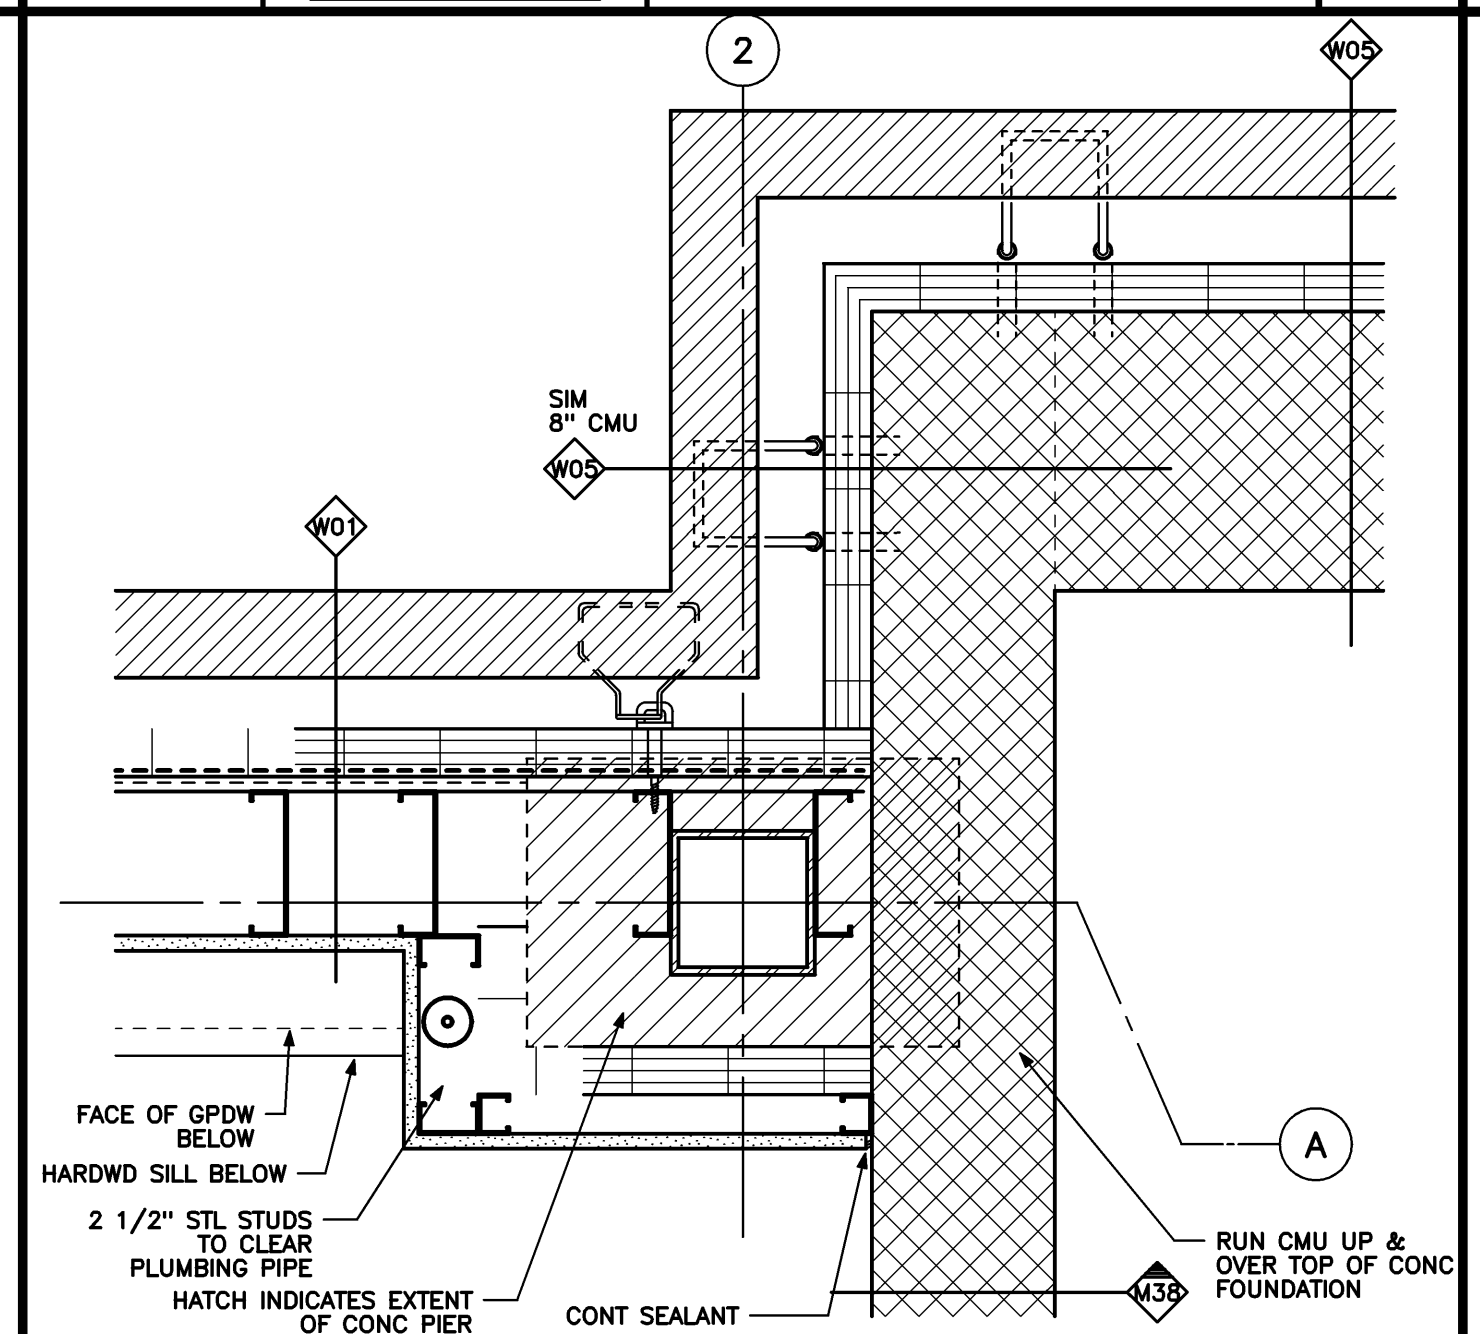 2
W05
SIM
8" CMU
W05
W01
FACE OF GPDW
BELOW
HARDWD SILL BELOW
2 1/2" STL STUDS
TO CLEAR
PLUMBING PIPE
HATCH INDICATES EXTENT
OF CONC PIER
CONT SEALANT
A
RUN CMU UP &
OVER TOP OF CONC
FOUNDATION
M38